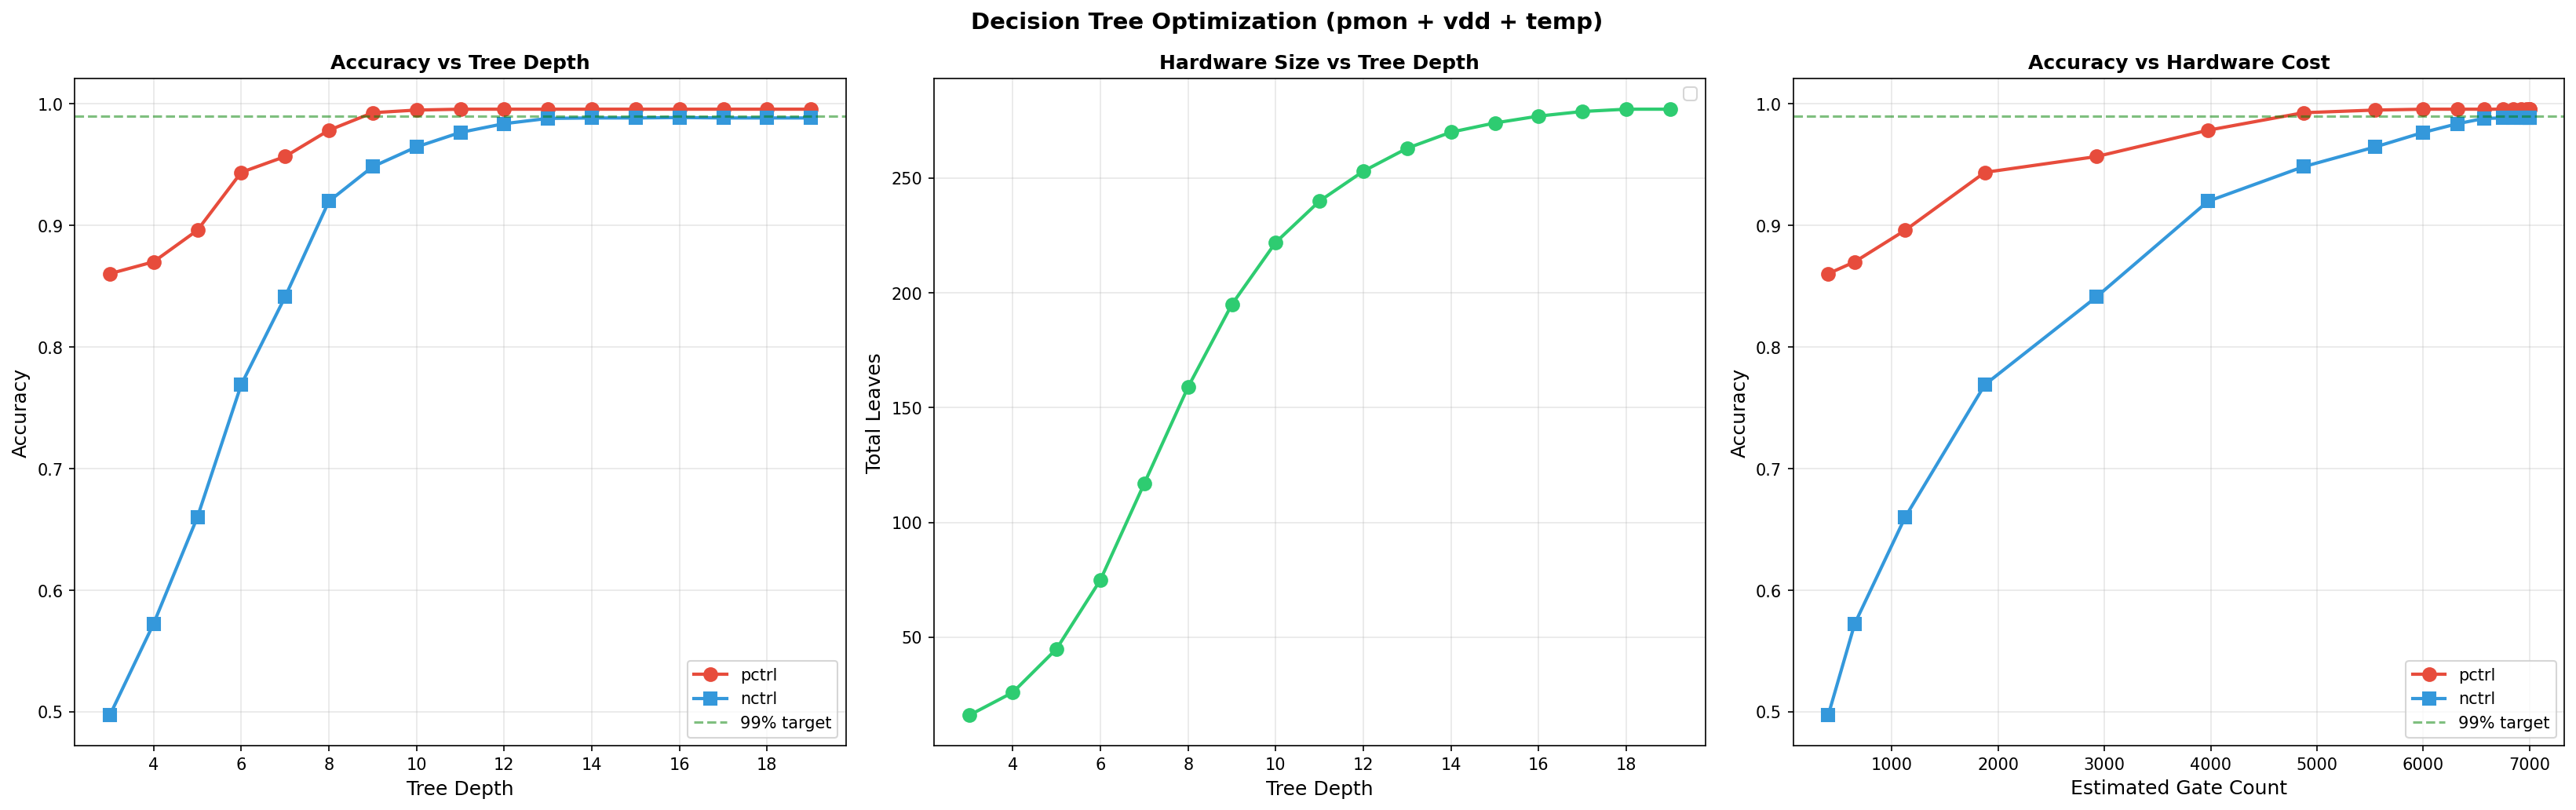 Decision Tree Optimization (pmon + vdd + temp)
Accuracy vs Tree Depth
1.0
0.9
0.8
0.7
0.6
0.5
Accuracy
4 6 8 10 12 14 16 18
Tree Depth
pctrl
nctrl
99% target
Hardware Size vs Tree Depth
250
200
150
100
50
Total Leaves
4 6 8 10 12 14 16 18
Tree Depth
Accuracy vs Hardware Cost
1.0
0.9
0.8
0.7
0.6
0.5
Accuracy
1000 2000 3000 4000 5000 6000 7000
Estimated Gate Count
pctrl
nctrl
99% target